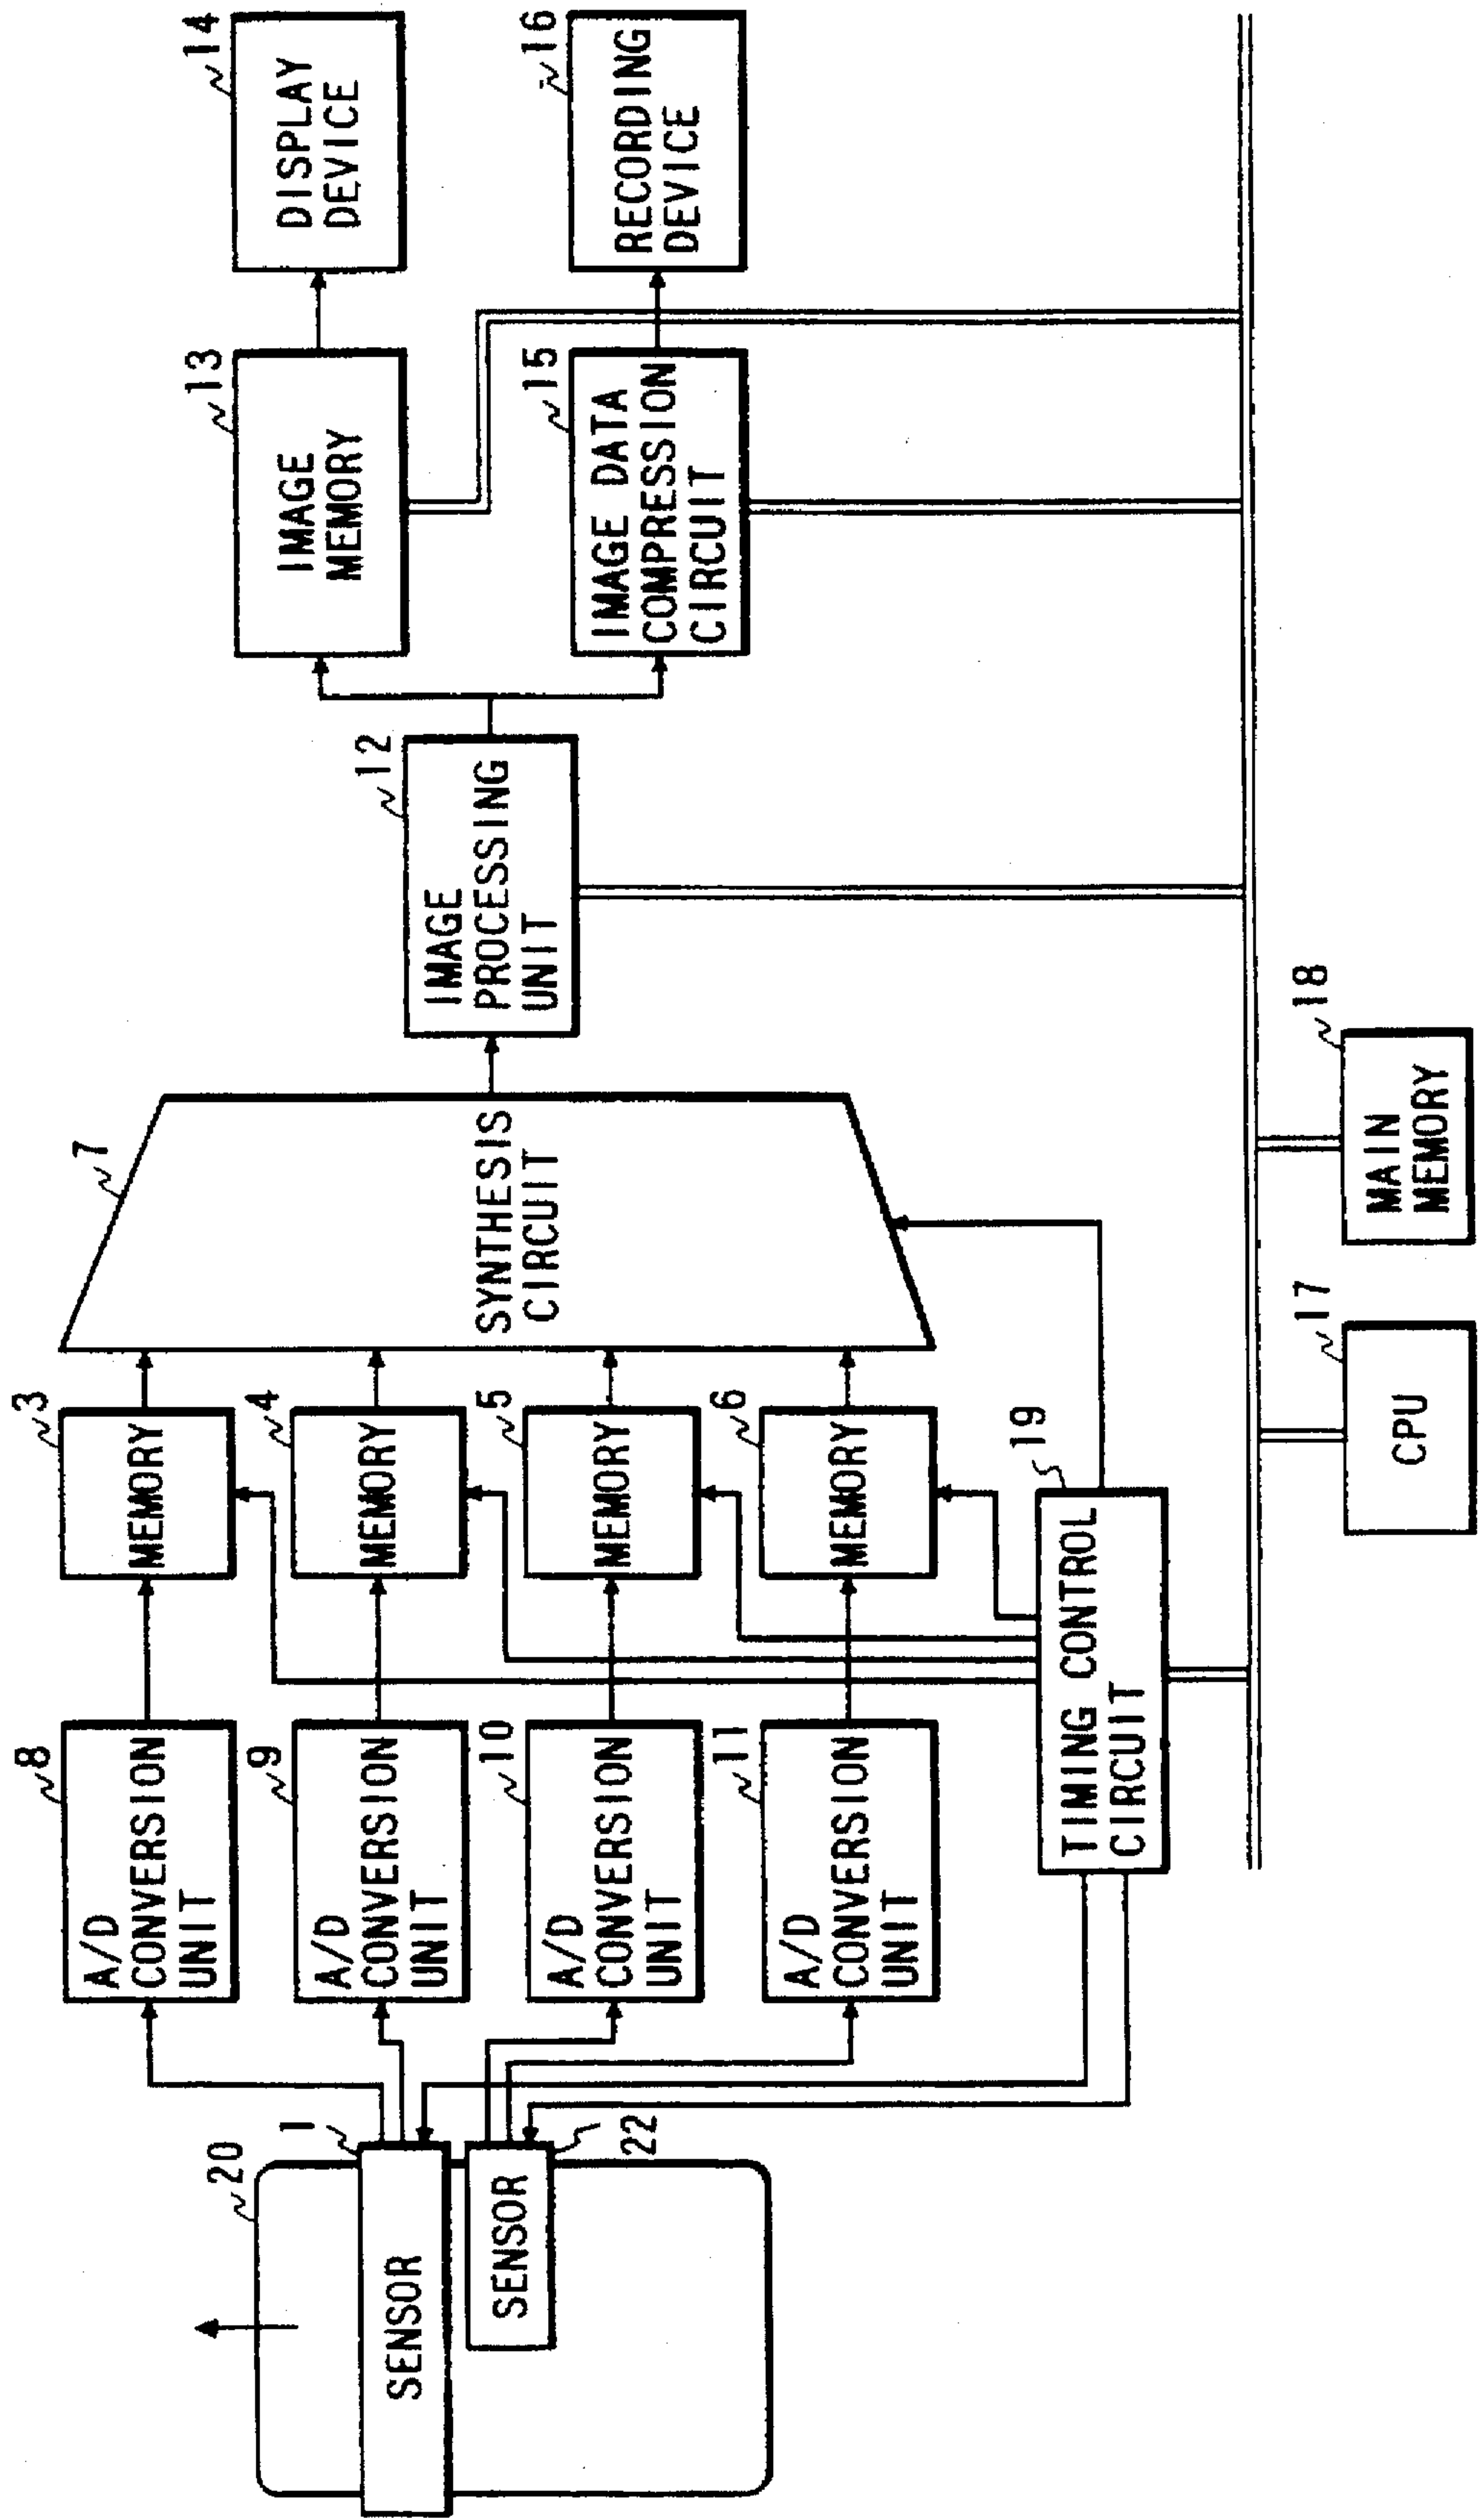 20
1
SENSOR
SENSOR
22
8
A/D
CONVERSION
UNIT
9
A/D
CONVERSION
UNIT
10
A/D
CONVERSION
UNIT
11
A/D
CONVERSION
UNIT
3
MEMORY
4
MEMORY
5
MEMORY
6
MEMORY
19
TIMING CONTROL
CIRCUIT
7
SYNTHESIS
CIRCUIT
12
IMAGE
PROCESSING
UNIT
13
IMAGE
MEMORY
14
DISPLAY
DEVICE
15
IMAGE DATA
COMPRESSION
CIRCUIT
16
RECORDING
DEVICE
17
CPU
18
MAIN
MEMORY